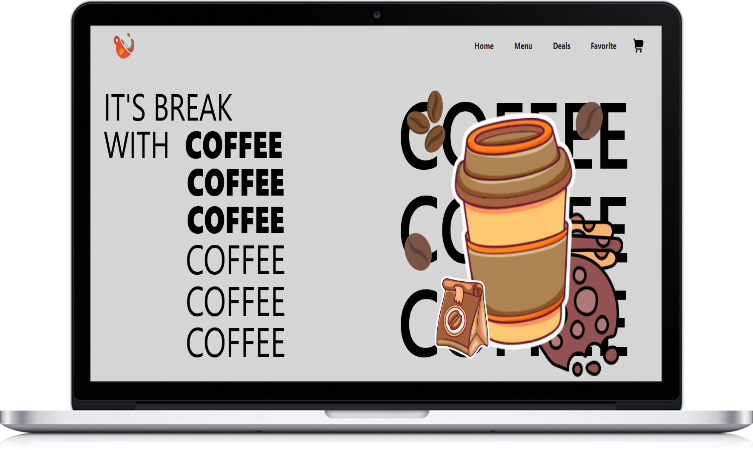 Home Menu Deals Favorite
IT'S BREAK
WITH COFFEE
COFFEE
COFFEE
COFFEE
COFFEE
COFFEE
COFFEE
COFFEE
COFFEE